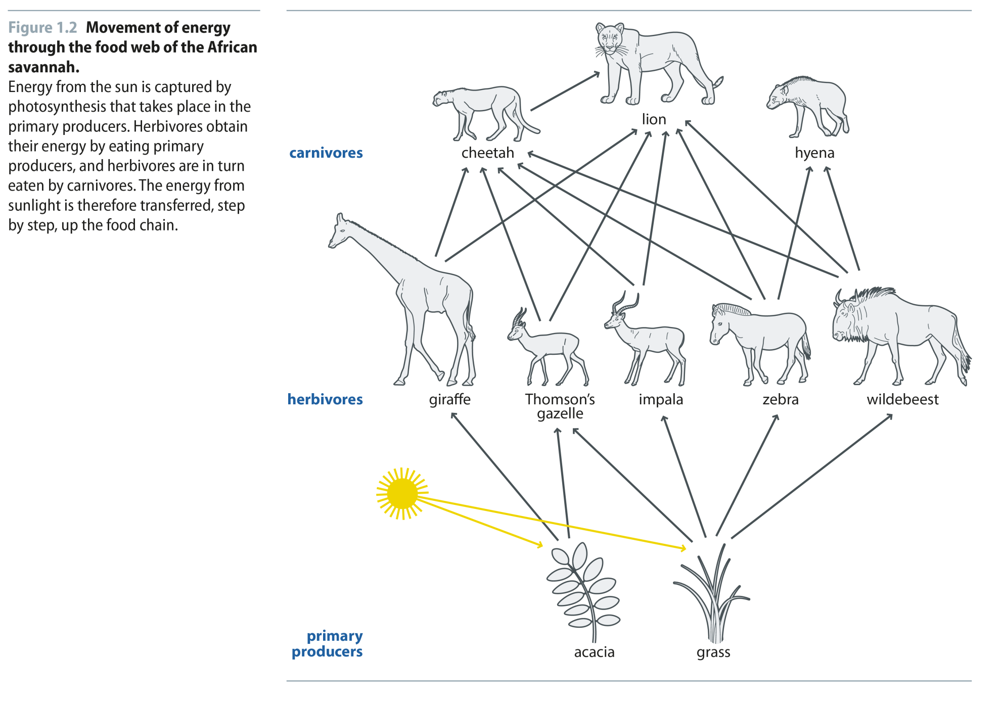 Figure 1.2 Movement of energy
through the food web of the African
savannah.
Energy from the sun is captured by
photosynthesis that takes place in the
primary producers. Herbivores obtain
their energy by eating primary
producers, and herbivores are in turn
eaten by carnivores. The energy from
sunlight is therefore transferred, step
by step, up the food chain.
lion
carnivores
cheetah
hyena
herbivores
giraffe
Thomson’s
gazelle
impala
zebra
wildebeest
primary
producers
acacia
grass